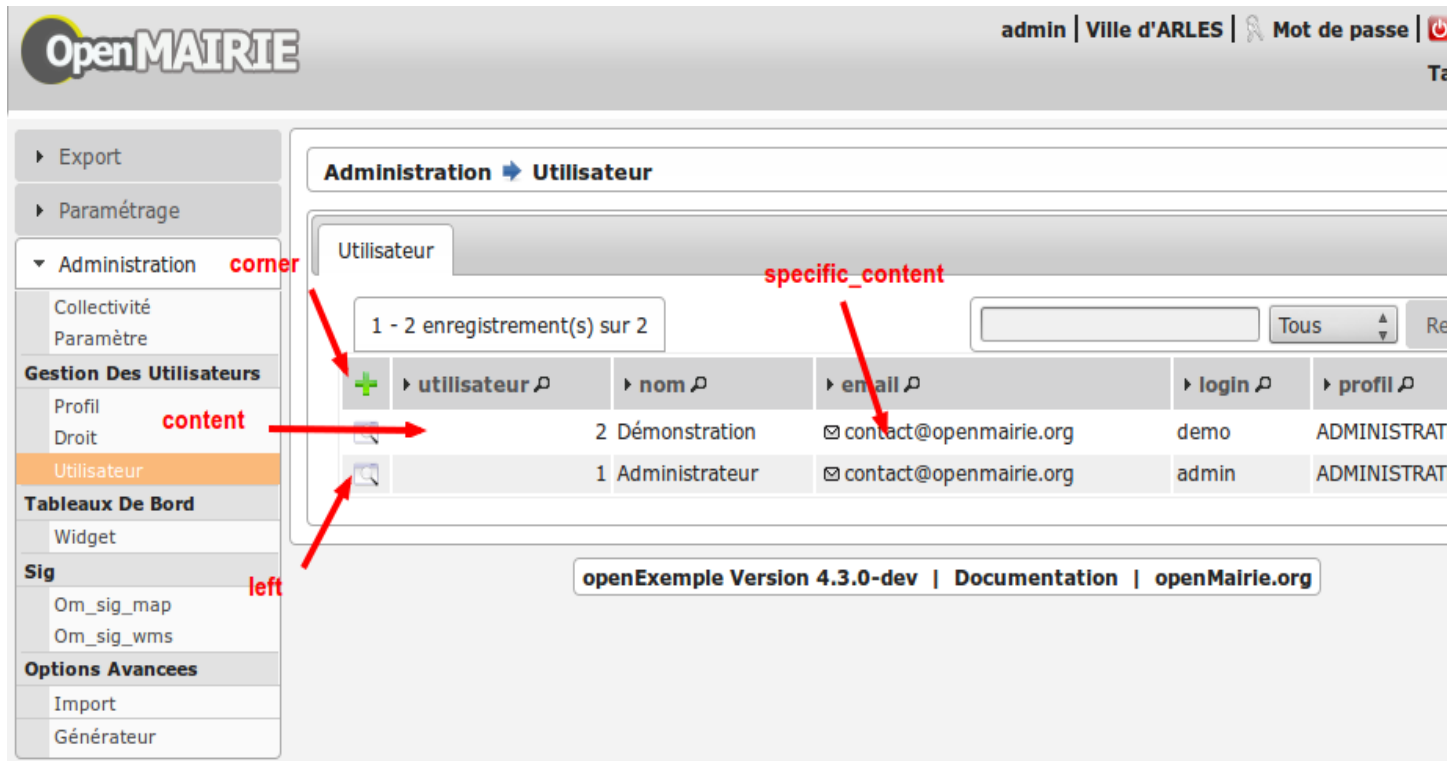 OpenMAIRIE
admin | Ville d'ARLES | Mot de passe |
Export
Paramétrage
Administration
Collectivité
Paramètre
Gestion Des Utilisateurs
Profil
Droit
Utilisateur
Tableaux De Bord
Widget
Sig
Om_sig_map
Om_sig_wms
Options Avancees
Import
Générateur
Administration Utilisateur
Utilisateur
corner
specific_content
content
left
1 - 2 enregistrement(s) sur 2
Tous
utilisateur nom email login profil
2 Démonstration contact@openmairie.org demo ADMINISTRAT
1 Administrateur contact@openmairie.org admin ADMINISTRAT
openExemple Version 4.3.0-dev | Documentation | openMairie.org